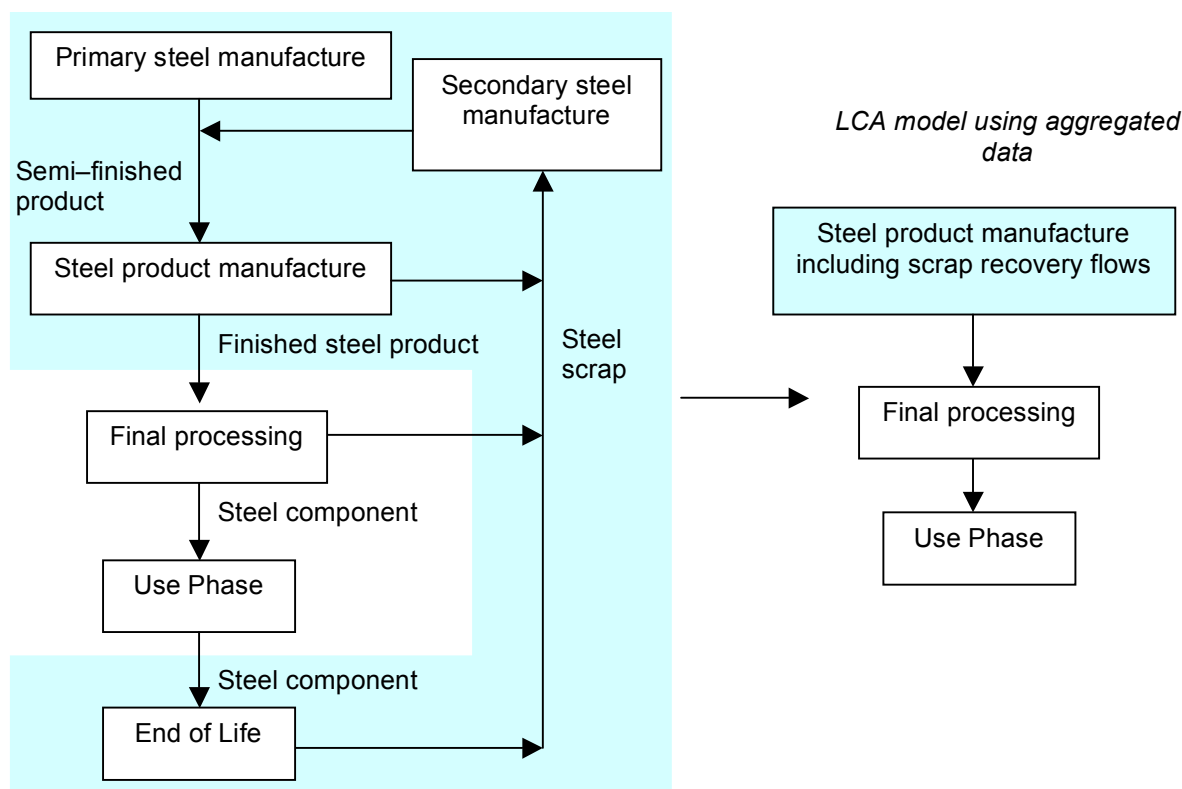 Primary steel manufacture
Secondary steel
manufacture
Semi–finished
product
Steel product manufacture
Finished steel product
Steel
scrap
Final processing
Steel component
Use Phase
Steel component
End of Life
LCA model using aggregated
data
Steel product manufacture
including scrap recovery flows
Final processing
Use Phase